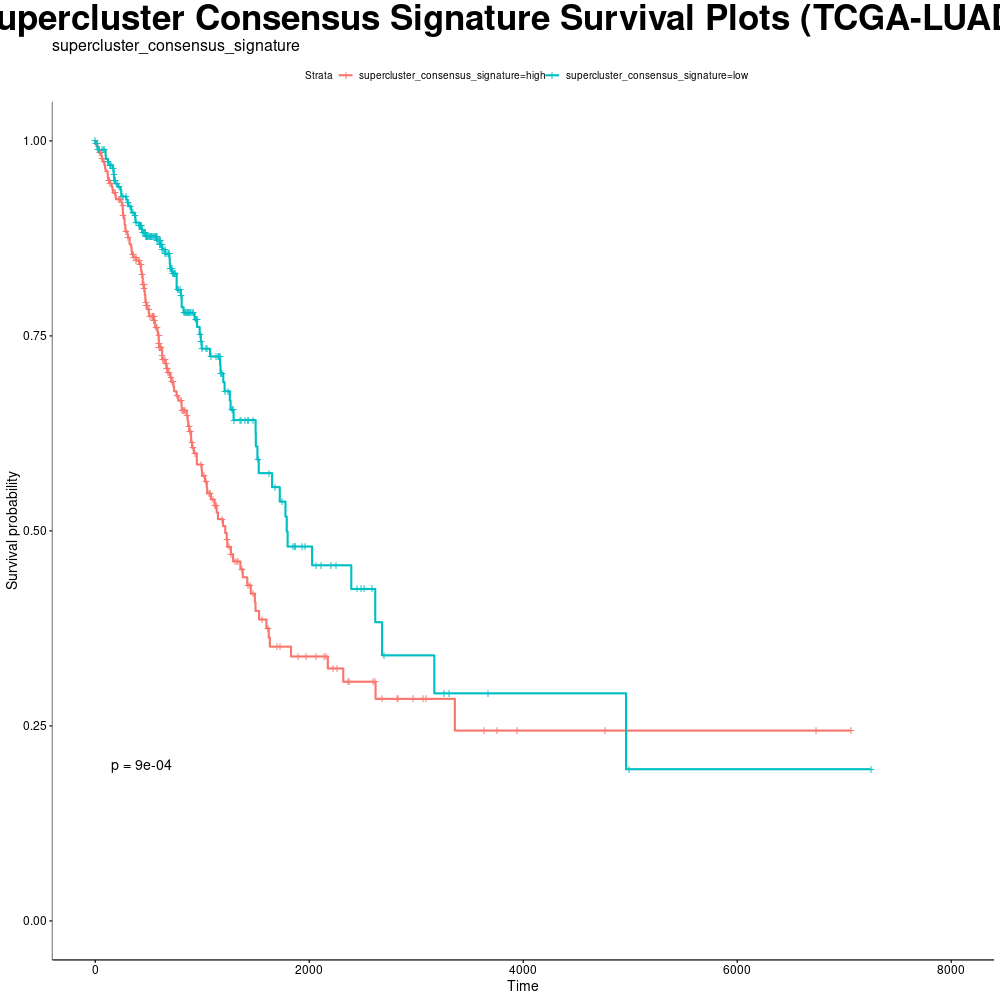 upercluster Consensus Signature Survival Plots (TCGA-LUAD
supercluster_consensus_signature
Strata supercluster_consensus_signature=high supercluster_consensus_signature=low
1.00
0.75
0.50
0.25
0.00
Survival probability
p = 9e-04
0 2000 4000 6000 8000
Time